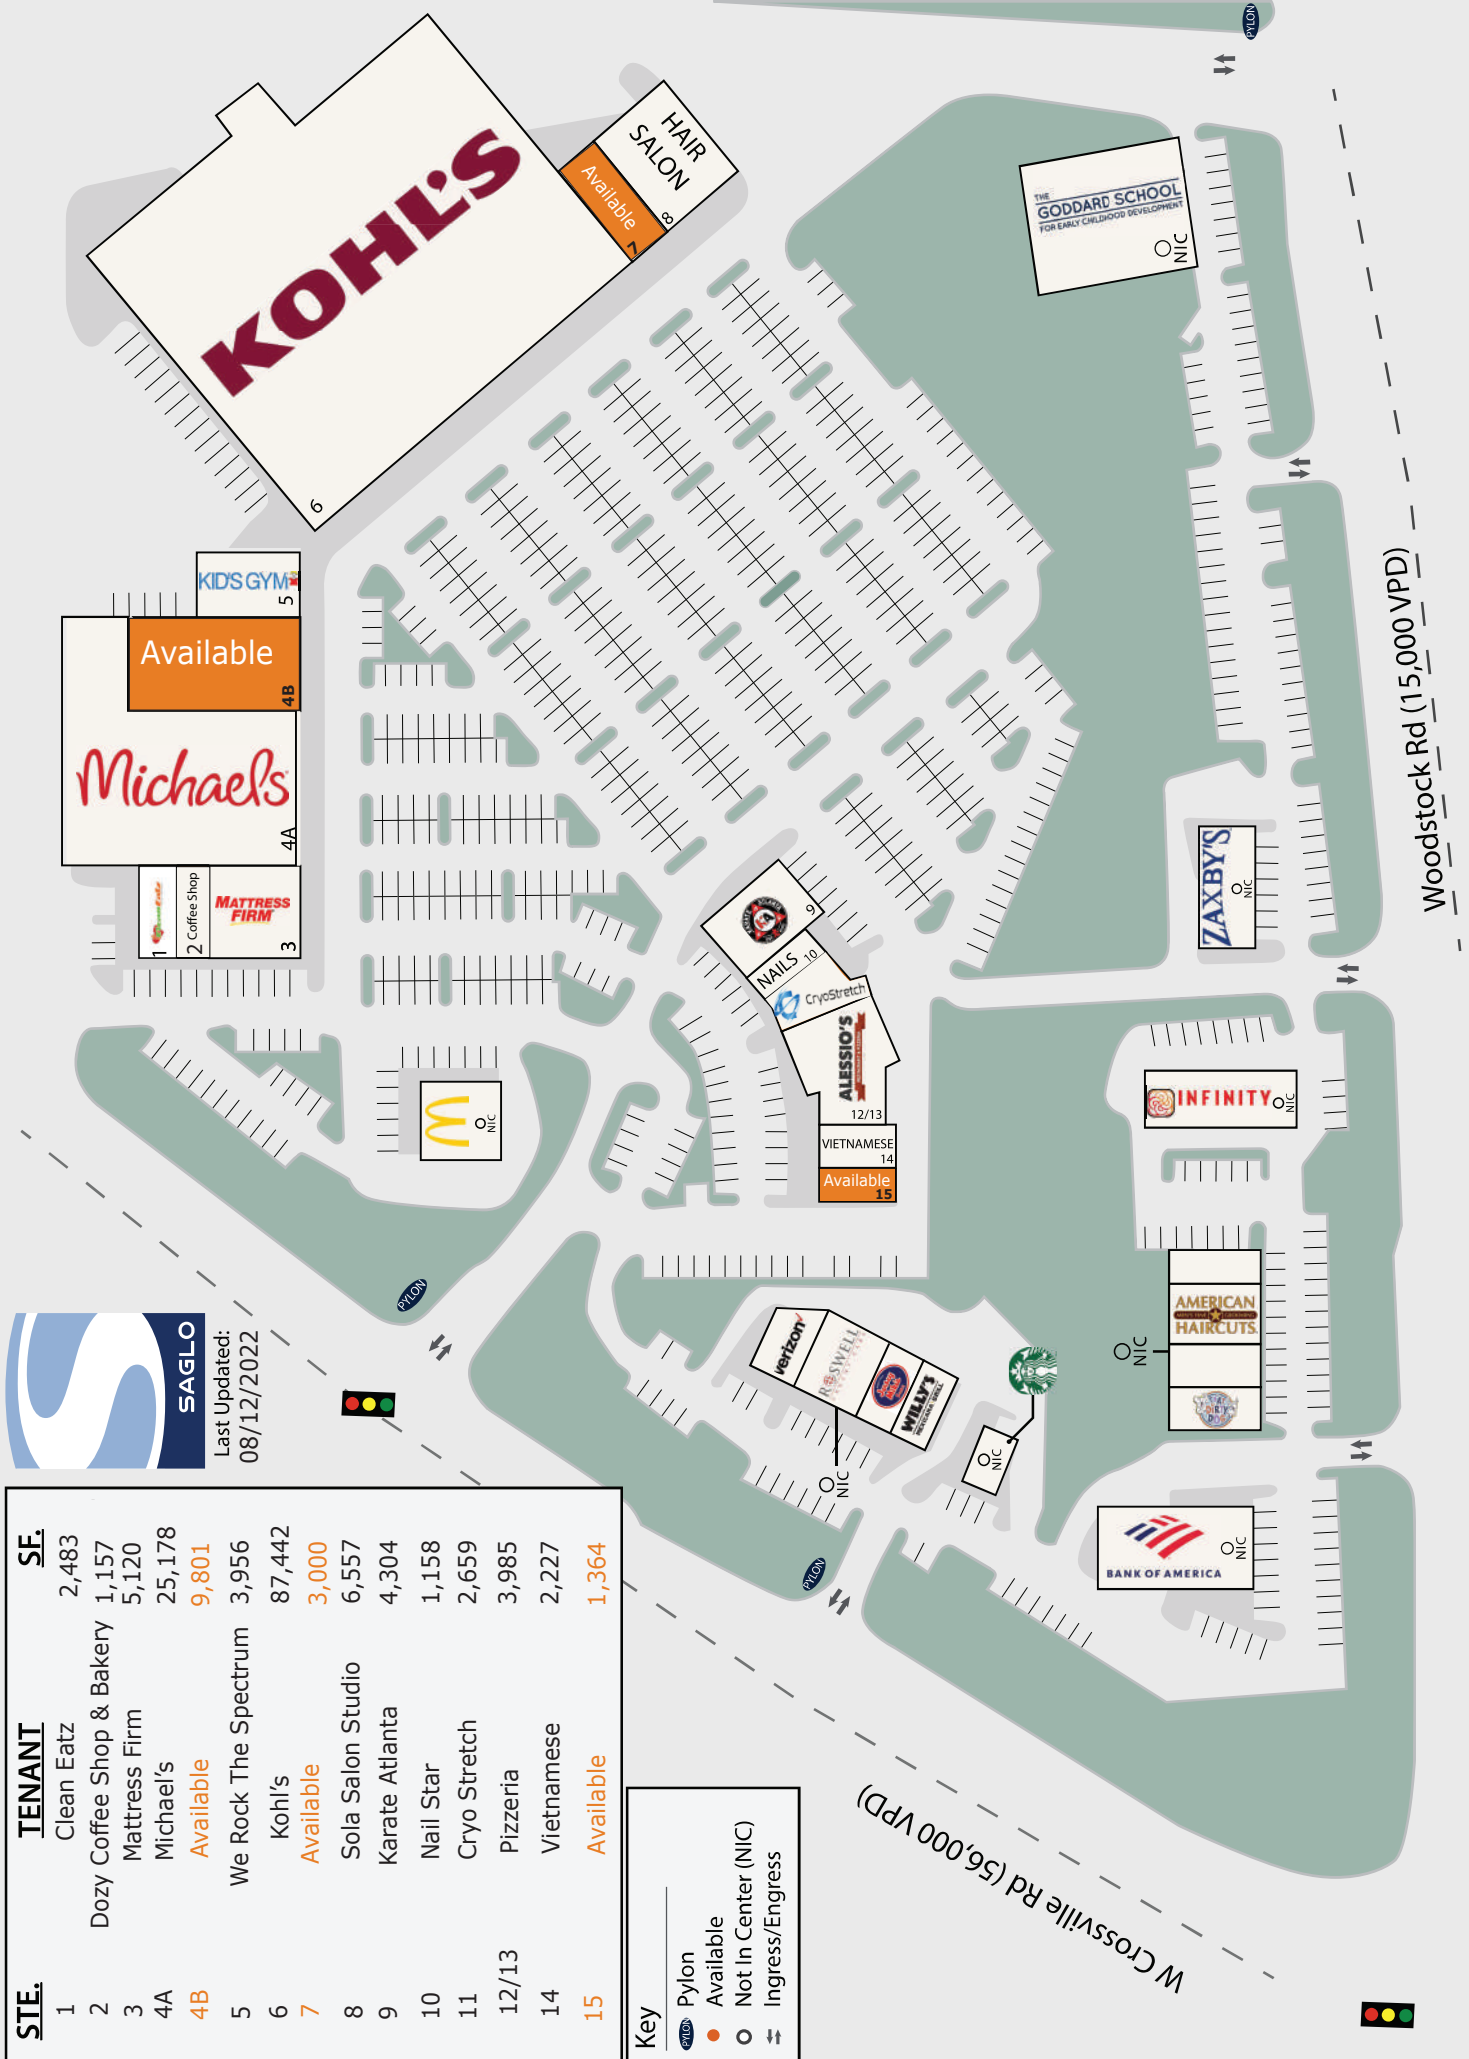 SAGLO
Last Updated:
08/12/2022
STE. TENANT SF.
1 Clean Eatz 2,483
2 Dozy Coffee Shop & Bakery 1,157
3 Mattress Firm 5,120
4A Michael's 25,178
4B Available 9,801
5 We Rock The Spectrum 3,956
6 Kohl's 87,442
7 Available 3,000
8 Sola Salon Studio 6,557
9 Karate Atlanta 4,304
10 Nail Star 1,158
11 Cryo Stretch 2,659
12/13 Pizzeria 3,985
14 Vietnamese 2,227
15 Available 1,364
Key
PYLON Pylon
Available
Not In Center (NIC)
Ingress/Engress
KOHL'S
6
Available
7
HAIR
SALON
8
KID'S GYM
5
Available
4B
Michaels
4A
1
2 Coffee Shop
MATTRESS
FIRM
3
NIC
PYLON
9
NAILS 10
CryoStretch
ALESSIO'S
12/13
VIETNAMESE
14
Available
15
verizon
ROSWELL
WILLY'S
MEXICANA GRILL
NIC
NIC
PYLON
PYLON
THE
GODDARD SCHOOL
FOR EARLY CHILDHOOD DEVELOPMENT
NIC
ZAXBY'S
NIC
INFINITY
NIC
AMERICAN
HAIRCUTS
NIC
DIRTY
DOG
BANK OF AMERICA
NIC
Woodstock Rd (15,000 VPD)
W Crossville Rd (56,000 VPD)